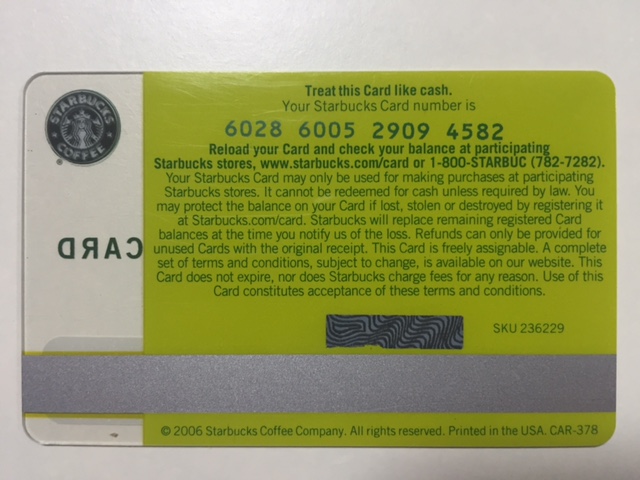 STARBUCKS
COFFEE
®
CARD
Treat this Card like cash.
Your Starbucks Card number is
6028 6005 2909 4582
Reload your Card and check your balance at participating
Starbucks stores, www.starbucks.com/card or 1-800-STARBUC (782-7282).
Your Starbucks Card may only be used for making purchases at participating
Starbucks stores. It cannot be redeemed for cash unless required by law. You
may protect the balance on your Card if lost, stolen or destroyed by registering it
at Starbucks.com/card. Starbucks will replace remaining registered Card
balances at the time you notify us of the loss. Refunds can only be provided for
unused Cards with the original receipt. This Card is freely assignable. A complete
set of terms and conditions, subject to change, is available on our website. This
Card does not expire, nor does Starbucks charge fees for any reason. Use of this
Card constitutes acceptance of these terms and conditions.
SKU 236229
© 2006 Starbucks Coffee Company. All rights reserved. Printed in the USA. CAR-378